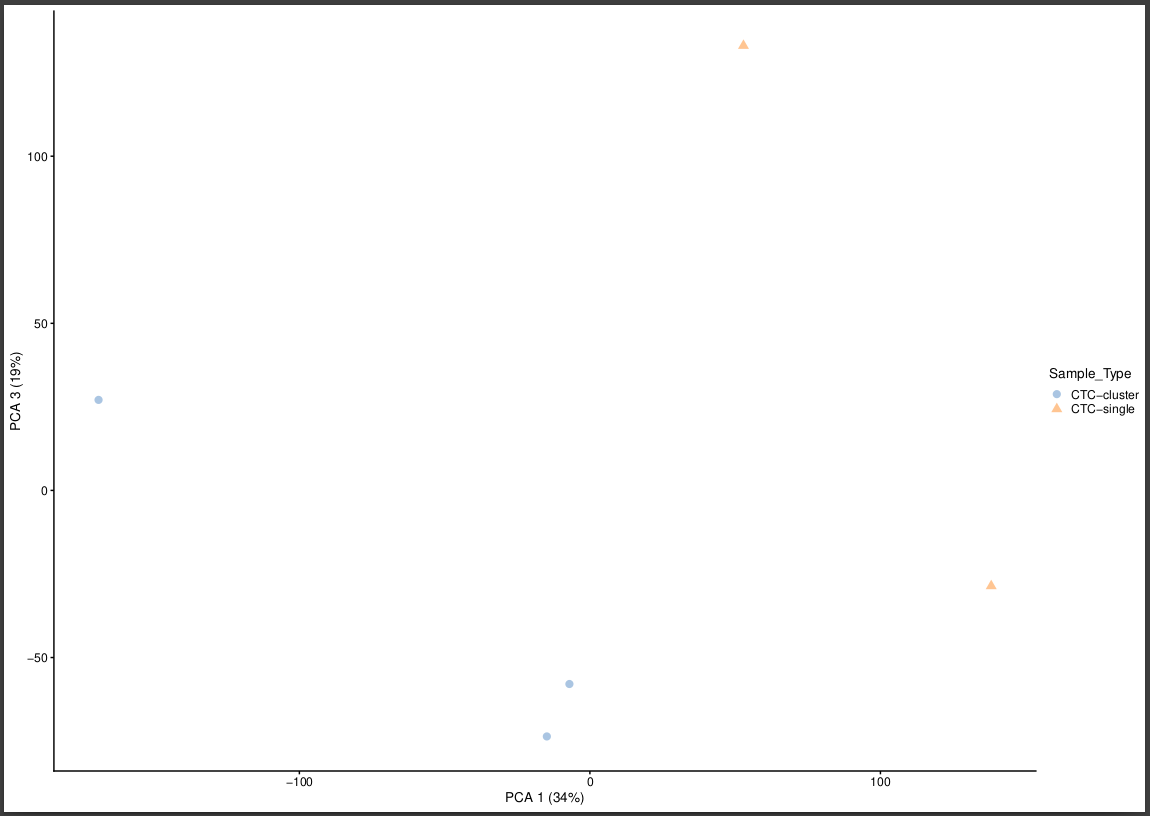 100
50
0
−50
PCA 3 (19%)
−100
0
100
PCA 1 (34%)
Sample_Type
CTC−cluster
CTC−single